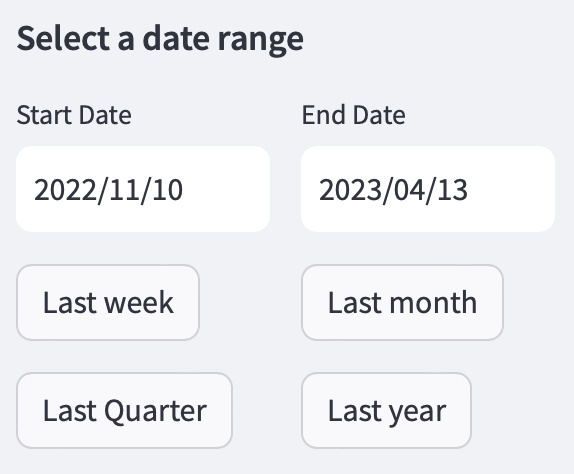 Select a date range
Start Date
End Date
2022/11/10
2023/04/13
Last week
Last month
Last Quarter
Last year